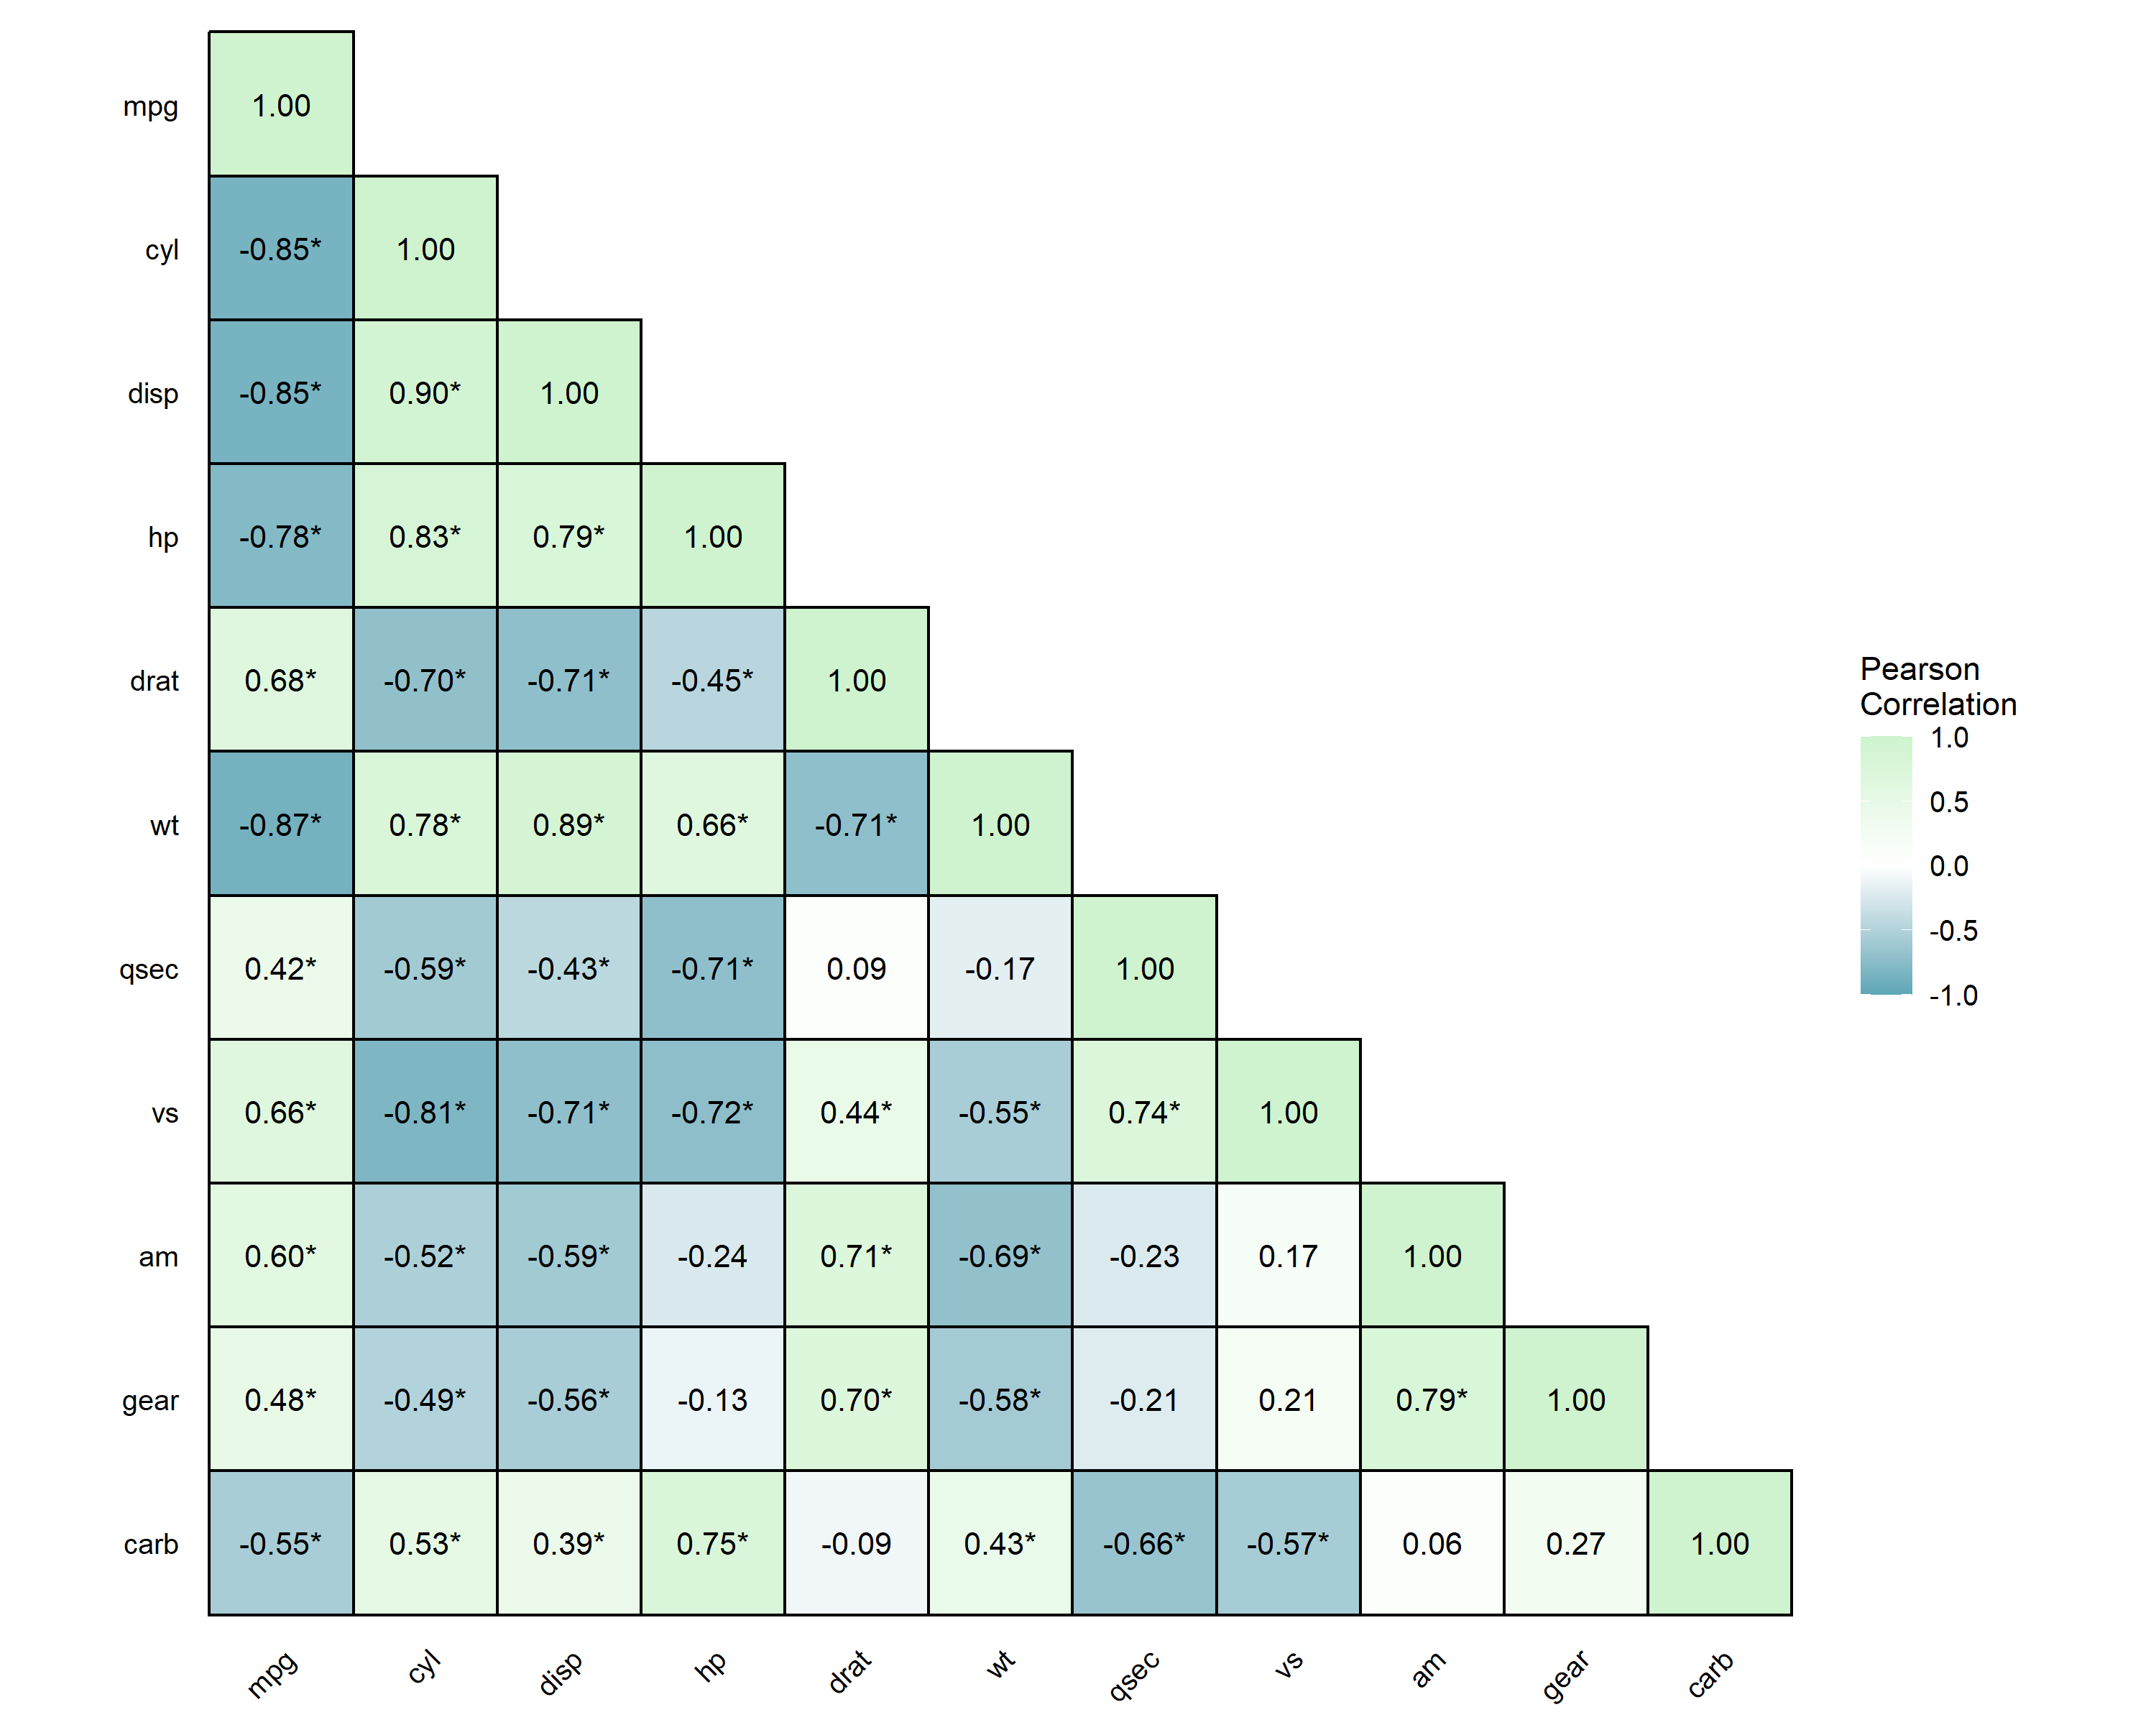 mpg 1.00
cyl -0.85* 1.00
disp -0.85* 0.90* 1.00
hp -0.78* 0.83* 0.79* 1.00
drat 0.68* -0.70* -0.71* -0.45* 1.00
wt -0.87* 0.78* 0.89* 0.66* -0.71* 1.00
qsec 0.42* -0.59* -0.43* -0.71* 0.09 -0.17 1.00
vs 0.66* -0.81* -0.71* -0.72* 0.44* -0.55* 0.74* 1.00
am 0.60* -0.52* -0.59* -0.24 0.71* -0.69* -0.23 0.17 1.00
gear 0.48* -0.49* -0.56* -0.13 0.70* -0.58* -0.21 0.21 0.79* 1.00
carb -0.55* 0.53* 0.39* 0.75* -0.09 0.43* -0.66* -0.57* 0.06 0.27 1.00
mpg cyl disp hp drat wt qsec vs am gear carb
Pearson
Correlation
1.0
0.5
0.0
-0.5
-1.0